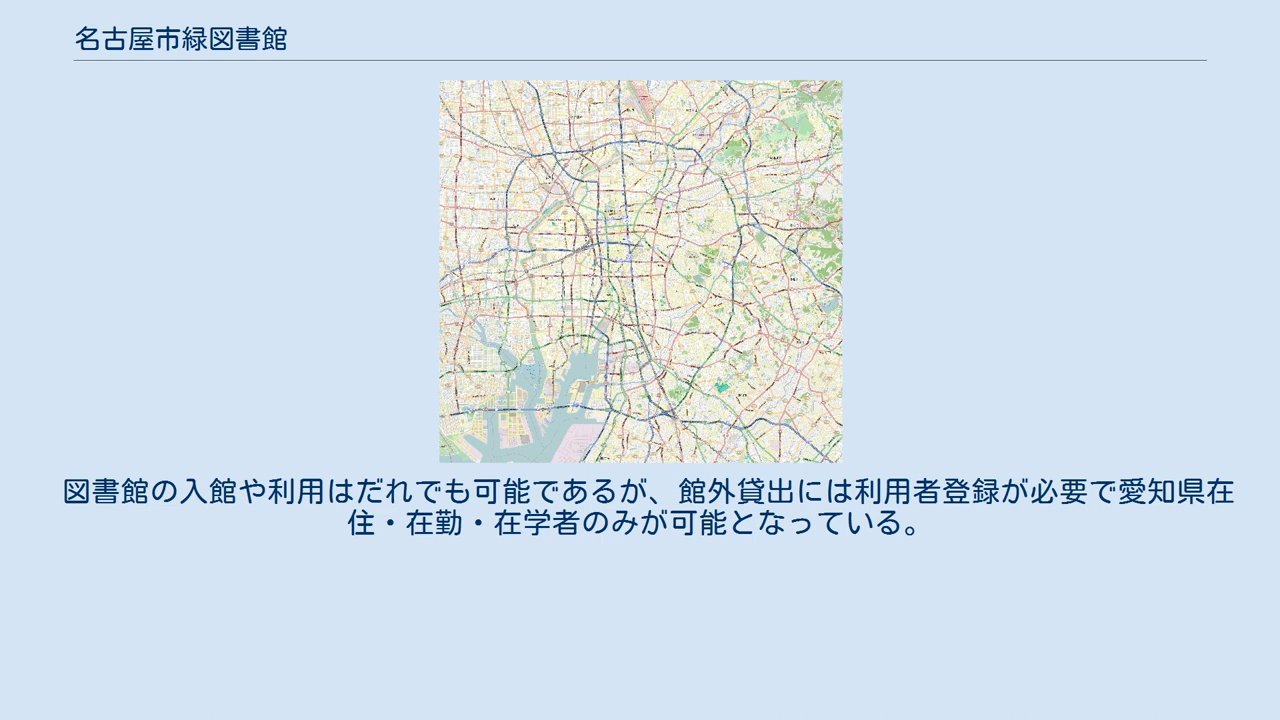 名古屋市緑図書館
図書館の入館や利用はだれでも可能であるが、館外貸出には利用者登録が必要で愛知県在
住・在勤・在学者のみが可能となっている。